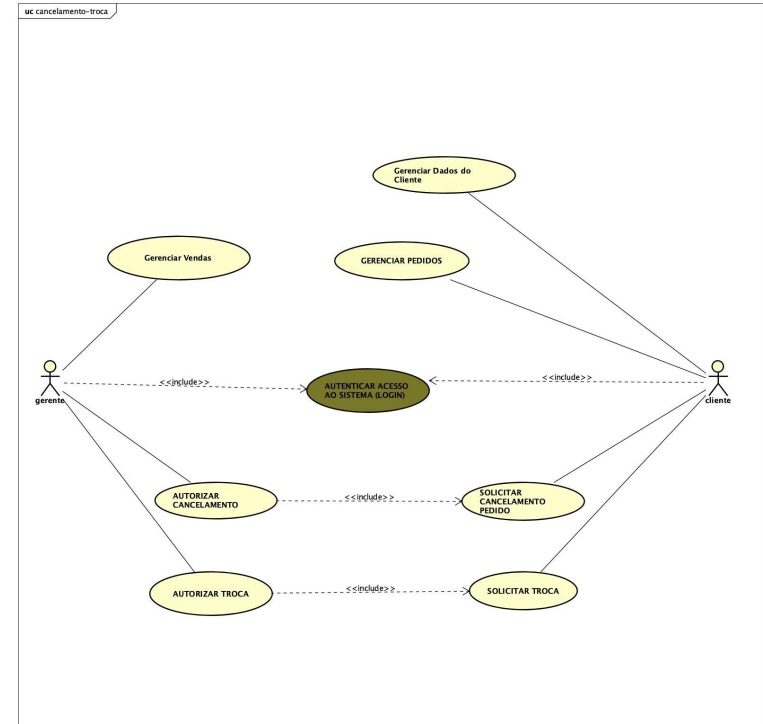 uc cancelamento-troca
Gerenciar Dados do
Cliente
Gerenciar Vendas
GERENCIAR PEDIDOS
<<include>>
AUTENTICAR ACESSO
AO SISTEMA (LOGIN)
<<include>>
gerente
cliente
AUTORIZAR
CANCELAMENTO
<<include>>
SOLICITAR
CANCELAMENTO
PEDIDO
AUTORIZAR TROCA
<<include>>
SOLICITAR TROCA